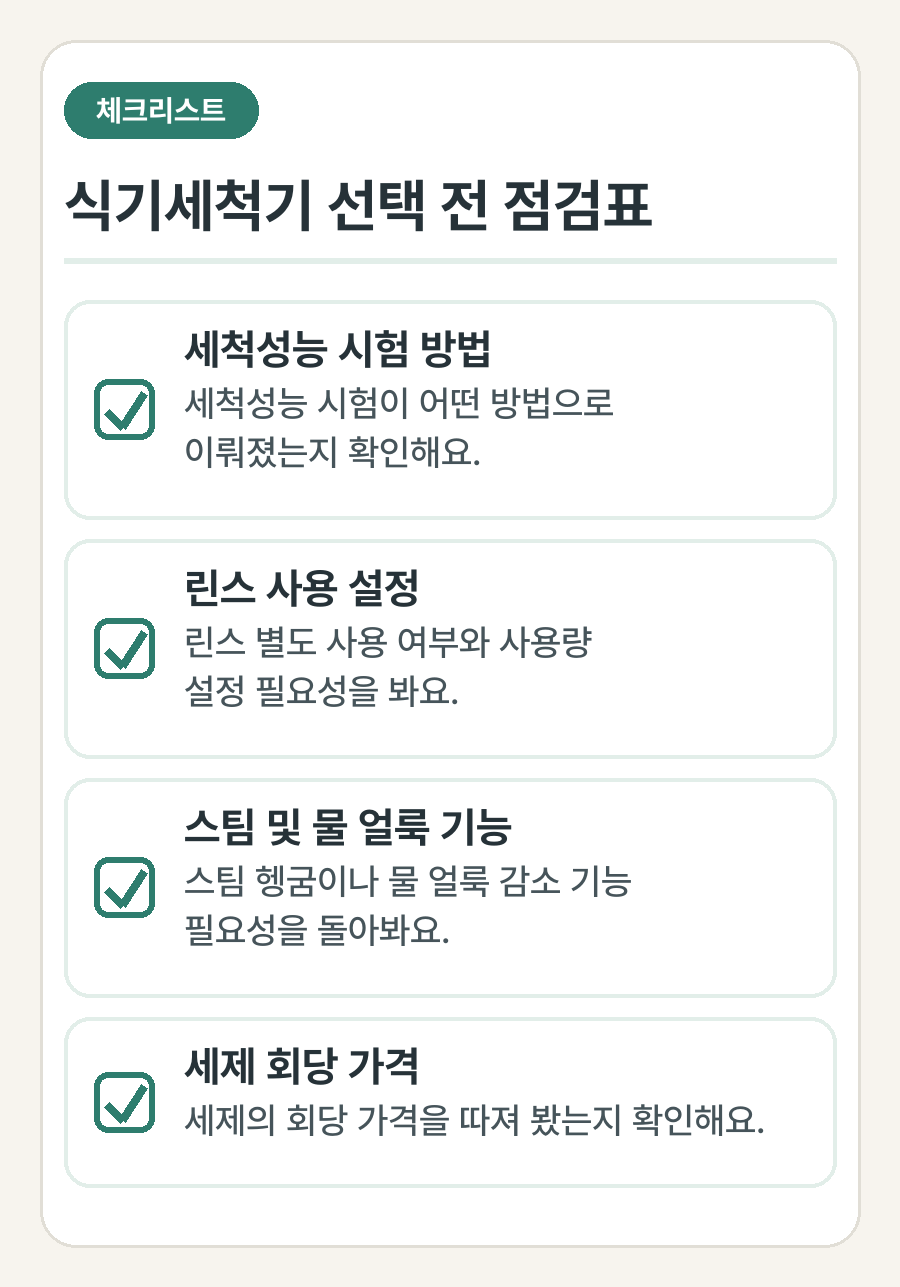 체크리스트
식기세척기 선택 전 점검표
세척성능 시험 방법
세척성능 시험이 어떤 방법으로
이뤄졌는지 확인해요.
린스 사용 설정
린스 별도 사용 여부와 사용량
설정 필요성을 봐요.
스팀 및 물 얼룩 기능
스팀 헹굼이나 물 얼룩 감소 기능
필요성을 돌아봐요.
세제 회당 가격
세제의 회당 가격을 따져 봤는지 확인해요.